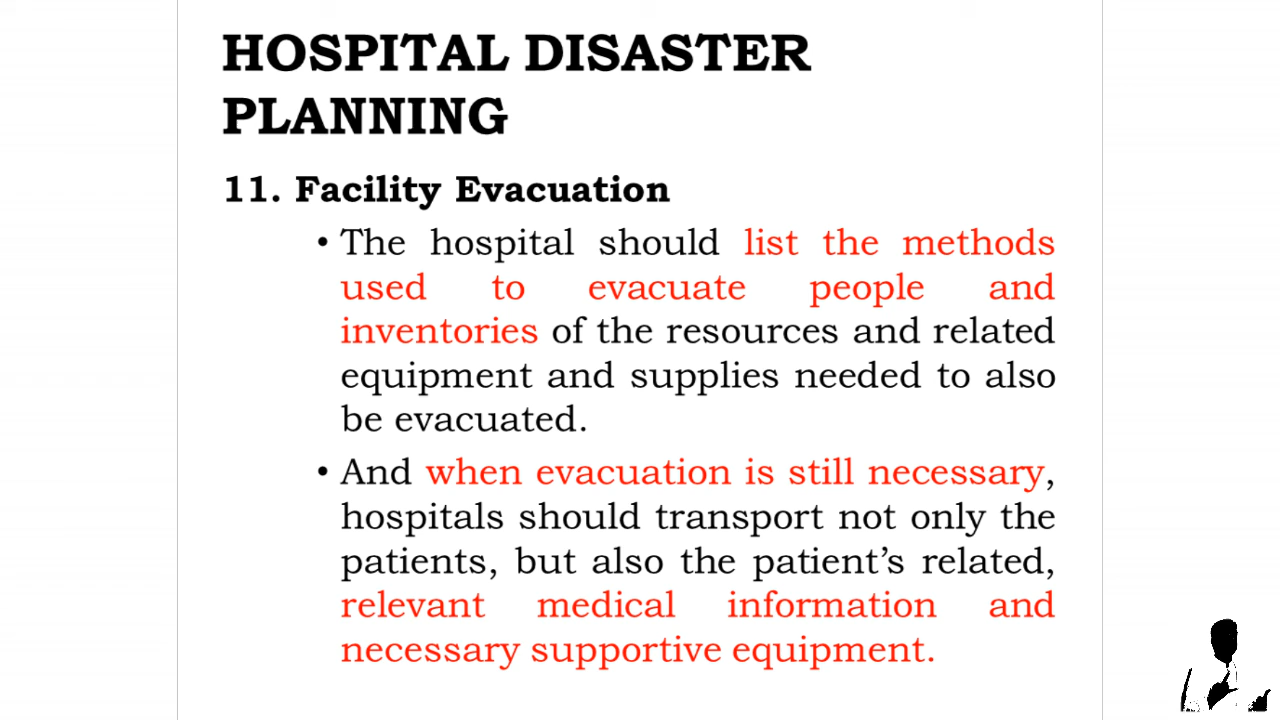 HOSPITAL DISASTER
PLANNING
11. Facility Evacuation
• The hospital should list the methods
used to evacuate people and
inventories of the resources and related
equipment and supplies needed to also
be evacuated.
• And when evacuation is still necessary,
hospitals should transport not only the
patients, but also the patient’s related,
relevant medical information and
necessary supportive equipment.